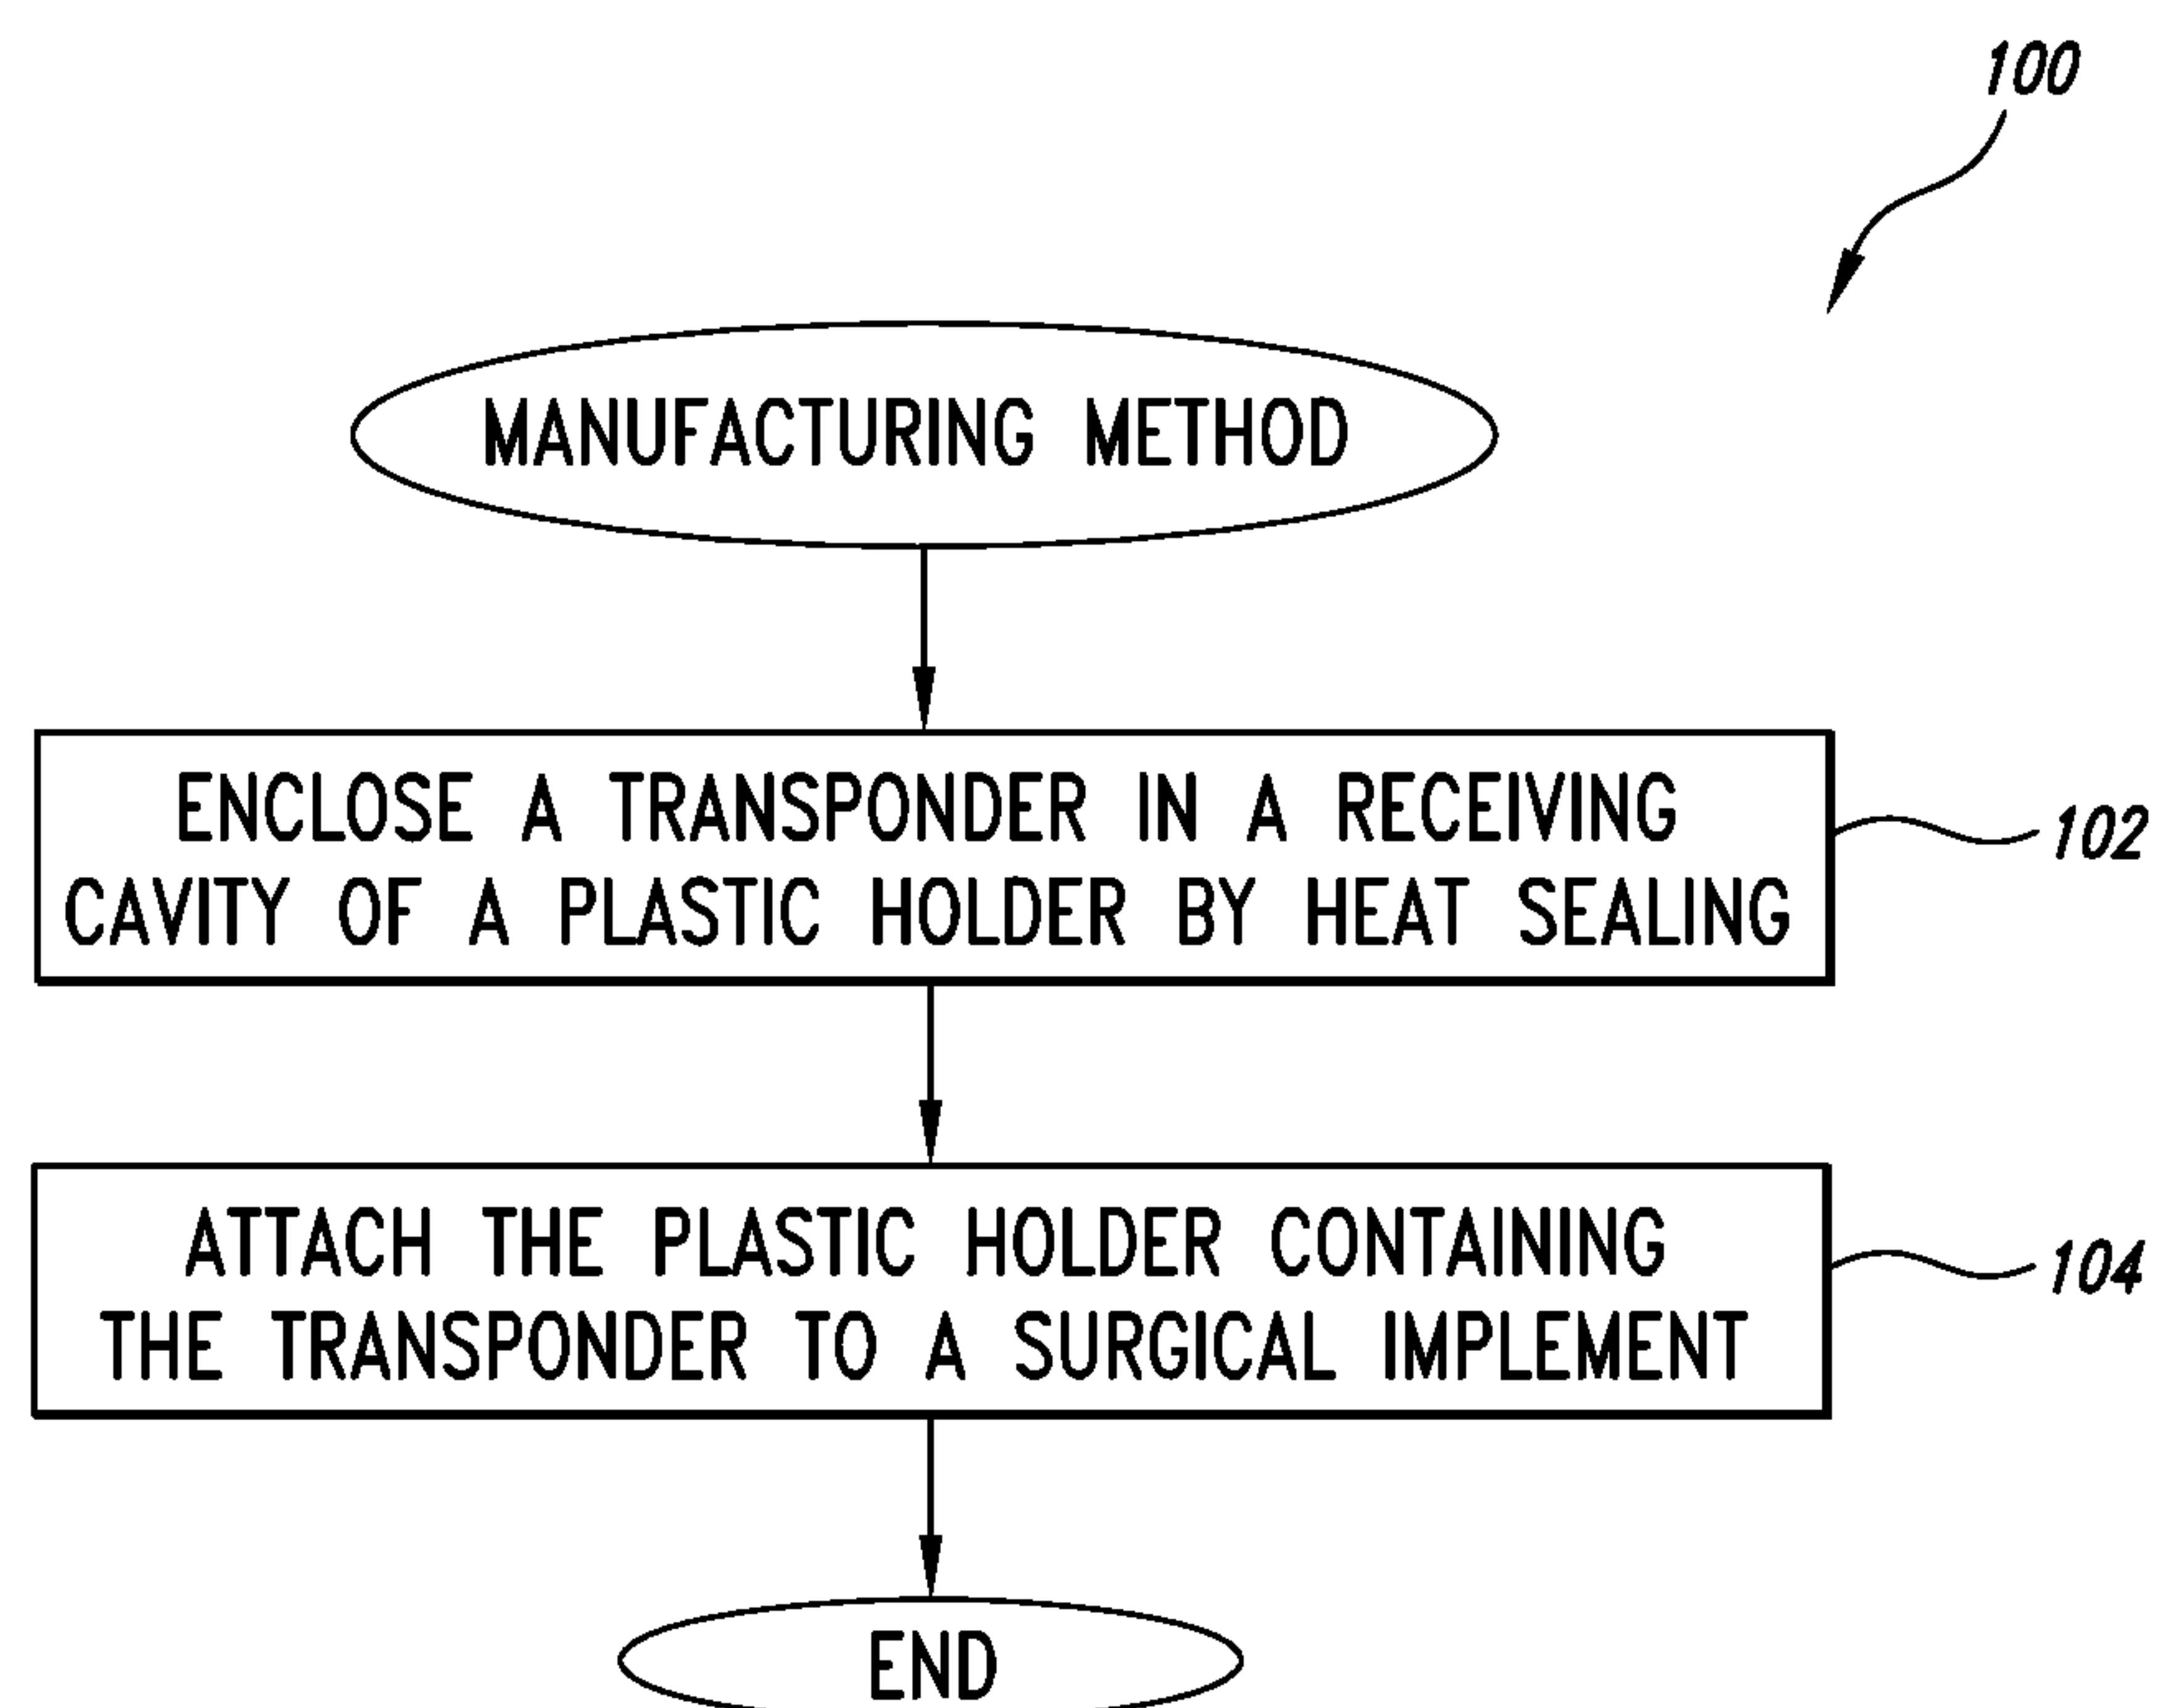 100
MANUFACTURING METHOD
ENCLOSE A TRANSPONDER IN A RECEIVING
CAVITY OF A PLASTIC HOLDER BY HEAT SEALING
102
ATTACH THE PLASTIC HOLDER CONTAINING
THE TRANSPONDER TO A SURGICAL IMPLEMENT
104
END